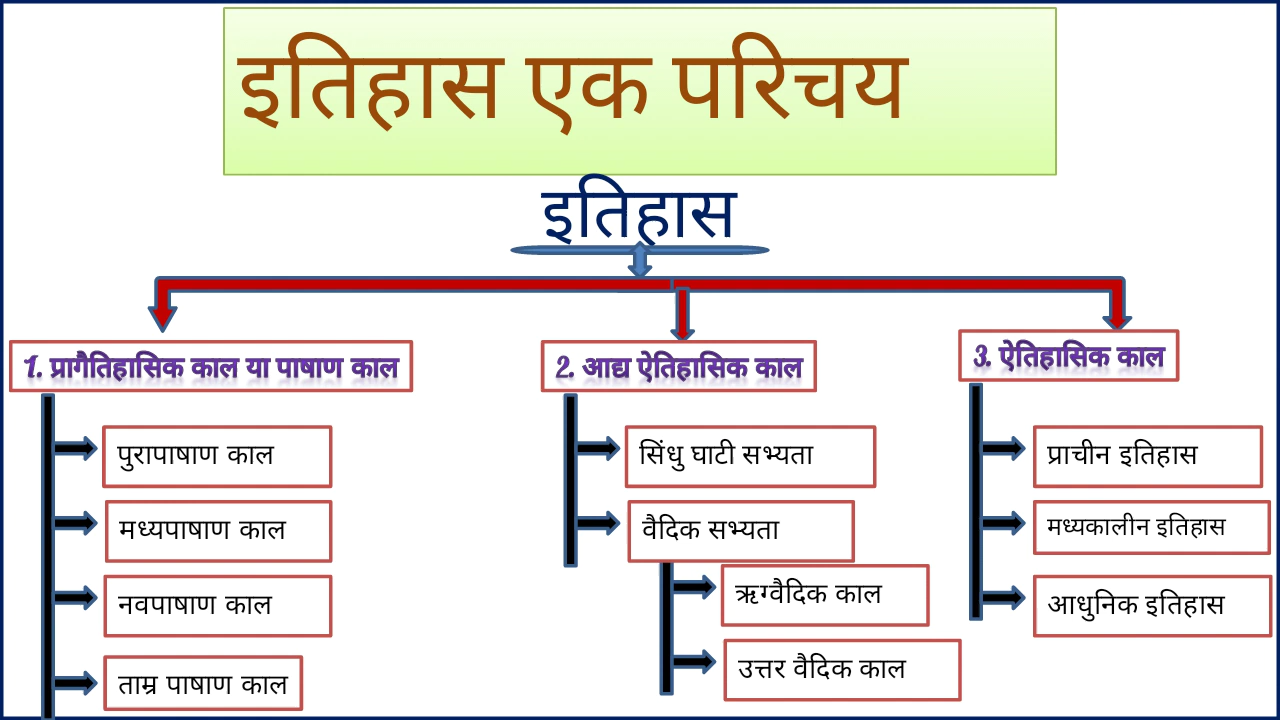 इतिहास एक परिचय
इतिहास
1. प्रागैतिहासिक काल या पाषाण काल
पुरापाषाण काल
मध्यपाषाण काल
नवपाषाण काल
ताम्र पाषाण काल
2. आद्य ऐतिहासिक काल
सिंधु घाटी सभ्यता
वैदिक सभ्यता
ऋग्वैदिक काल
उत्तर वैदिक काल
3. ऐतिहासिक काल
प्राचीन इतिहास
मध्यकालीन इतिहास
आधुनिक इतिहास